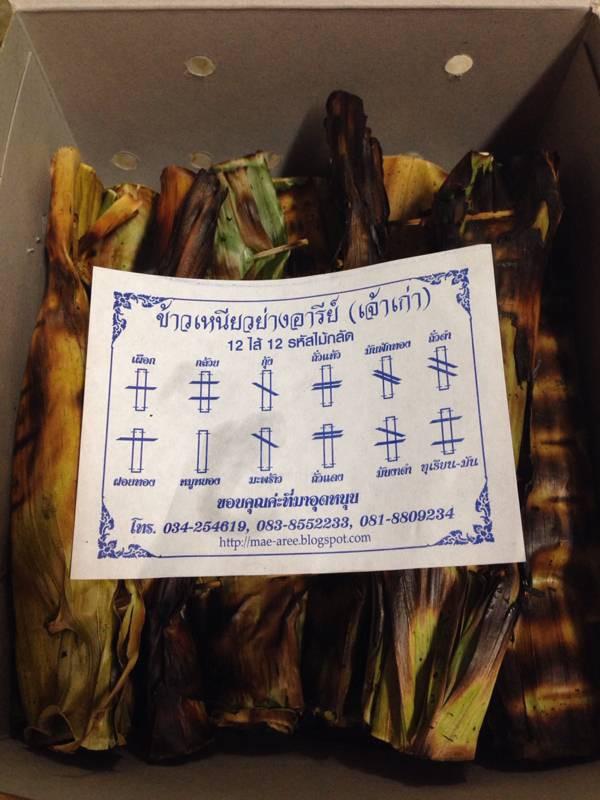 ข้าวเหนียวย่างอารีย์ (เจ้าเก่า)
12 ไส้ 12 รหัสไม้กลัด
เผือก กล้วย กุ้ง ถั่วแก้ว มันฟักทอง ถั่วดำ
ฝอยทอง หมูหยอง มะพร้าว ถั่วแดง มันงาดำ ทุเรียน-มัน
ขอบคุณค่ะที่มาอุดหนุน
โทร. 034-254619, 083-8552233, 081-8809234
http://mae-aree.blogspot.com